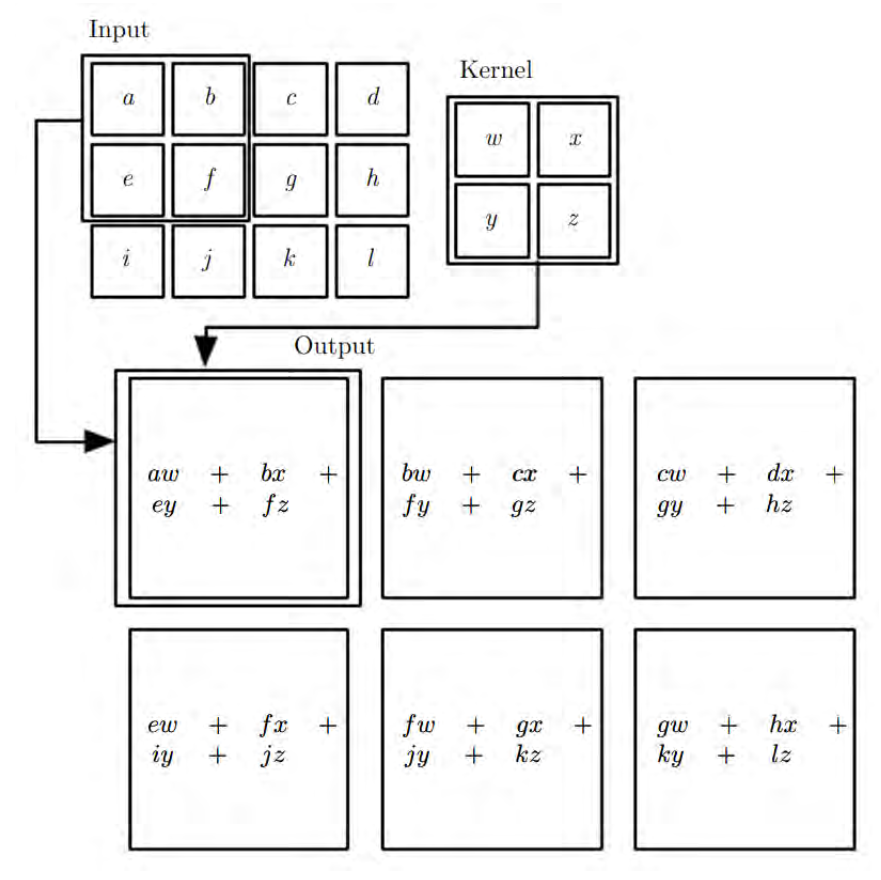 Input
Kernel
a b c d
e f g h
i j k l
w x
y z
Output
aw + bx +
ey + fz
bw + cx +
fy + gz
cw + dx +
gy + hz
ew + fx +
iy + jz
fw + gx +
jy + kz
gw + hx +
ky + lz